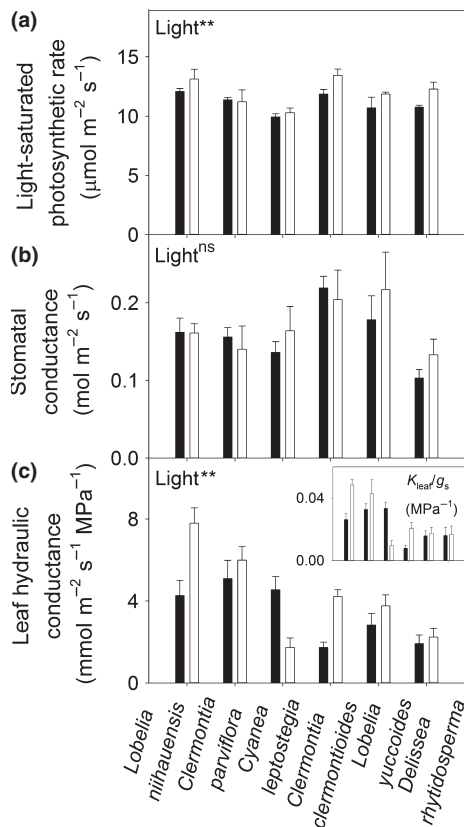 (a)
Light**
15
10
5
0
Light-saturated
photosynthetic rate
(μmol m⁻² s⁻¹)
(b)
Light^ns
0.2
0.1
0.0
Stomatal
conductance
(mol m⁻² s⁻¹)
(c)
Light**
8
4
0
Leaf hydraulic
conductance
(mmol m⁻² s⁻¹ MPa⁻¹)
K_leaf/g_s
(MPa⁻¹)
0.04
0.00
Lobelia
niihauensis
Clermontia
parviflora
Cyanea
leptostegia
Clermontia
clermontioides
Lobelia
yuccoides
Delissea
rhytidosperma